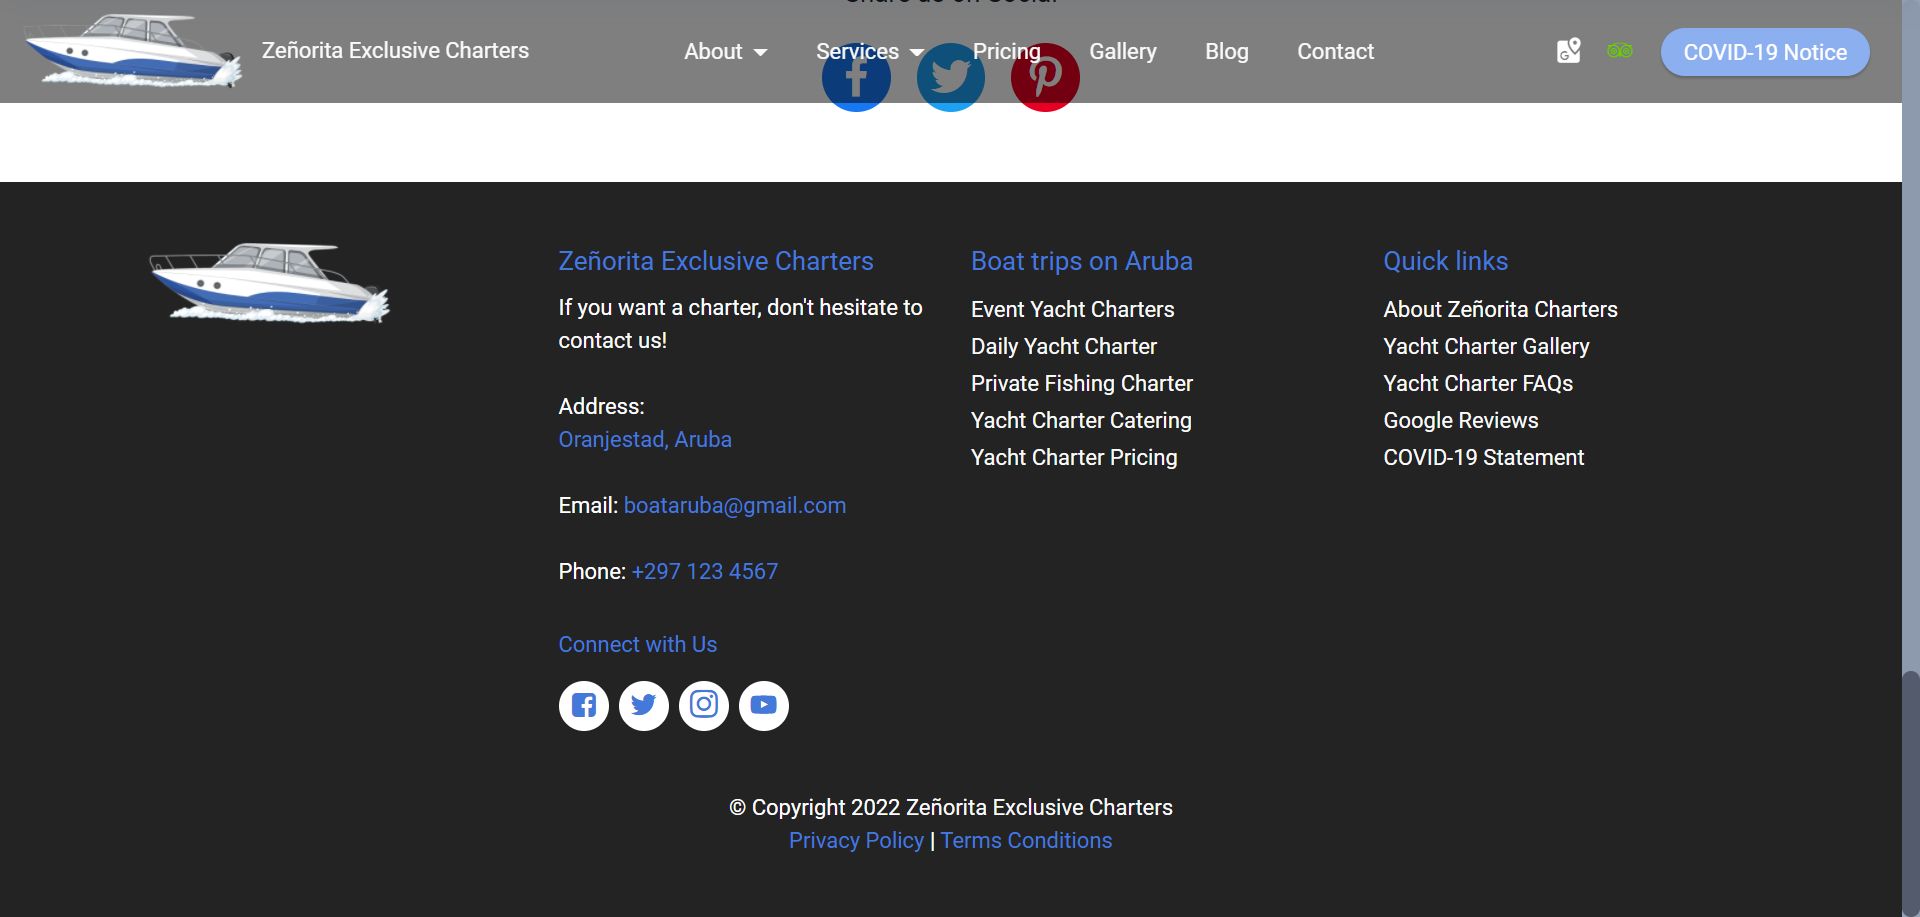 Share us on Social
Zeñorita Exclusive Charters
About
Services
Pricing
Gallery
Blog
Contact
COVID-19 Notice
Zeñorita Exclusive Charters
If you want a charter, don't hesitate to
contact us!
Address:
Oranjestad, Aruba
Email: boataruba@gmail.com
Phone: +297 123 4567
Connect with Us
Boat trips on Aruba
Event Yacht Charters
Daily Yacht Charter
Private Fishing Charter
Yacht Charter Catering
Yacht Charter Pricing
Quick links
About Zeñorita Charters
Yacht Charter Gallery
Yacht Charter FAQs
Google Reviews
COVID-19 Statement
© Copyright 2022 Zeñorita Exclusive Charters
Privacy Policy | Terms Conditions